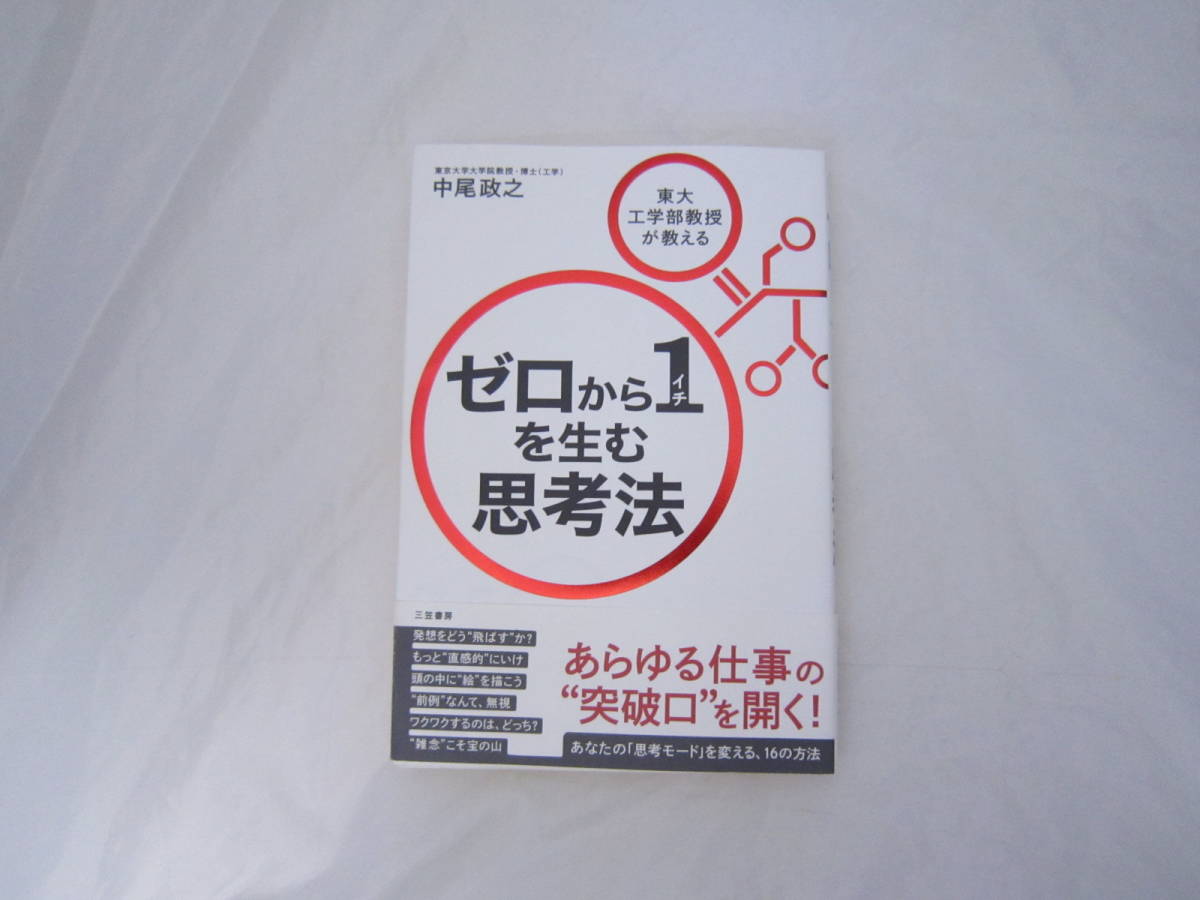 東京大学大学院教授・博士(工学)
中尾政之
東大
工学部教授
が教える
ゼロから1
イチ
を生む
思考法
三笠書房
発想をどう“飛ばす”か?
もっと“直感的”にいけ
頭の中に“絵”を描こう
“前例”なんて、無視
ワクワクするのは、どっち?
“雑念”こそ宝の山
あらゆる仕事の
“突破口”を開く!
あなたの「思考モード」を変える、16の方法